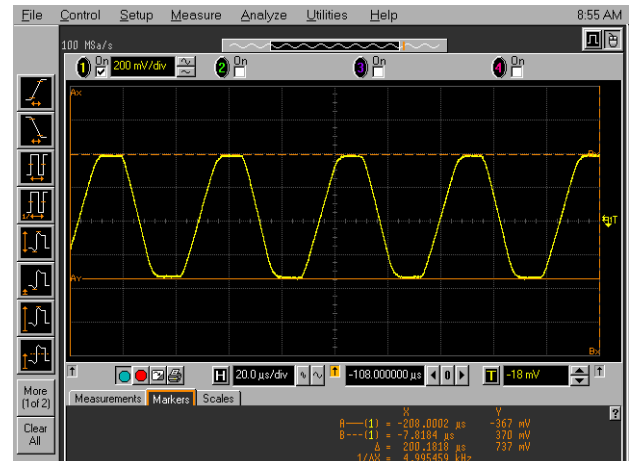 File Control Setup Measure Analyze Utilities Help 8:55 AM
100 MSa/s
1 On 200 mV/div 2 On 3 On 4 On
Ax
Bx
By
T
Ay
Bx
H 20.0 µs/div T -108.000000 µs 0 T -18 mV
More
(1of 2)
Clear
All
Measurements Markers Scales
?
X Y
A——(1) = -208.0002 µs -367 mV
B---(1) = -7.8184 µs 370 mV
Δ = 200.1818 µs 737 mV
1/ΔX = 4.995459 kHz